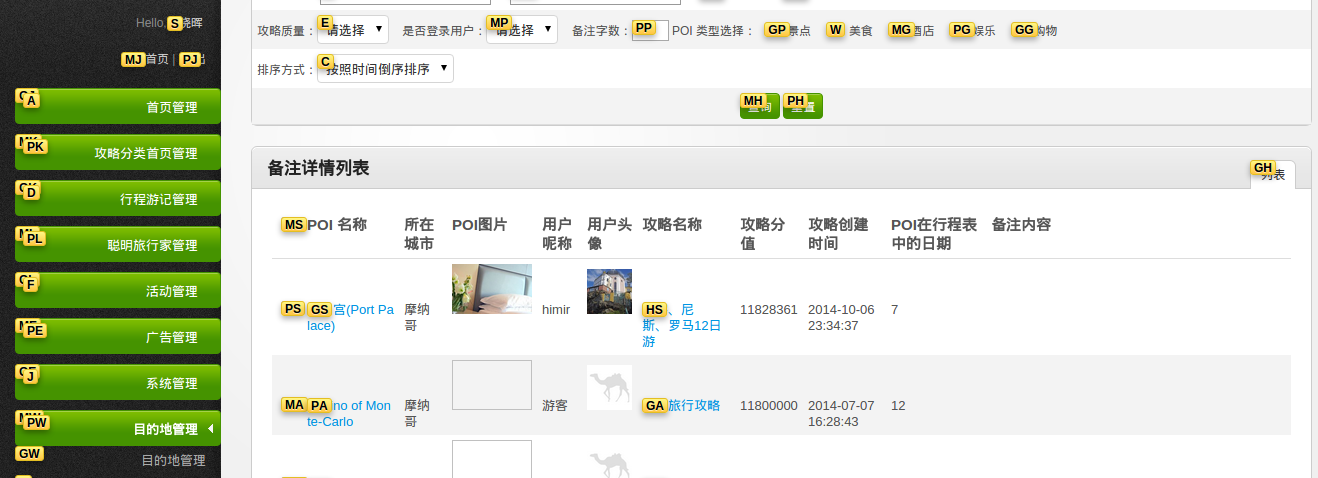 Hello, S 晓晖
MJ 首页 | PJ
A
首页管理
PK
攻略分类首页管理
D
行程游记管理
PL
聪明旅行家管理
F
活动管理
PE
广告管理
J
系统管理
PW
目的地管理
GW
目的地管理
攻略质量： E 请选择 是否登录用户： MP 请选择 备注字数： PP POI 类型选择： GP 景点 W 美食 MG 酒店 PG 娱乐 GG 购物
排序方式： C 按照时间倒序排序
MH 查询 PH 重置
备注详情列表 GH 列表
MS POI 名称 所在城市 POI图片 用户昵称 用户头像 攻略名称 攻略分值 攻略创建时间 POI在行程表中的日期 备注内容
PS GS 宫(Port Palace) 摩纳哥 himir HS 、尼斯、罗马12日游 11828361 2014-10-06 23:34:37 7
MA PA no of Monte-Carlo 摩纳哥 游客 GA 旅行攻略 11800000 2014-07-07 16:28:43 12